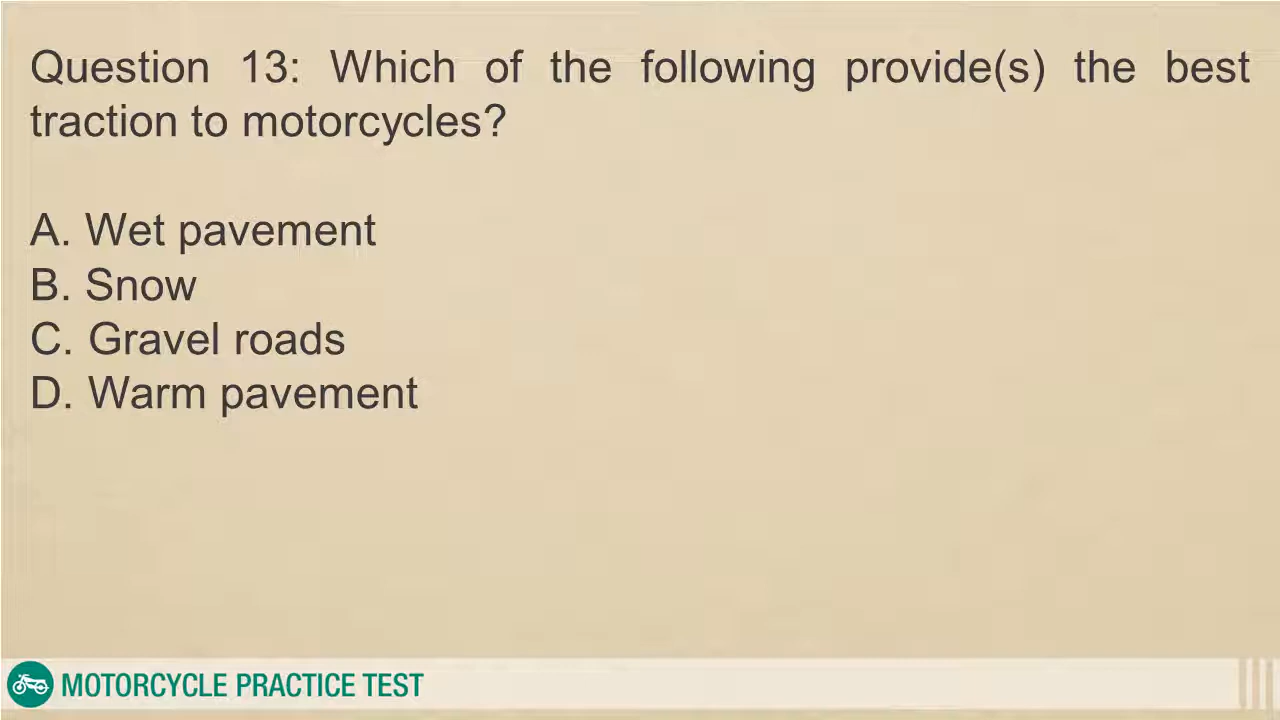 Question 13: Which of the following provide(s) the best
traction to motorcycles?
A. Wet pavement
B. Snow
C. Gravel roads
D. Warm pavement
MOTORCYCLE PRACTICE TEST